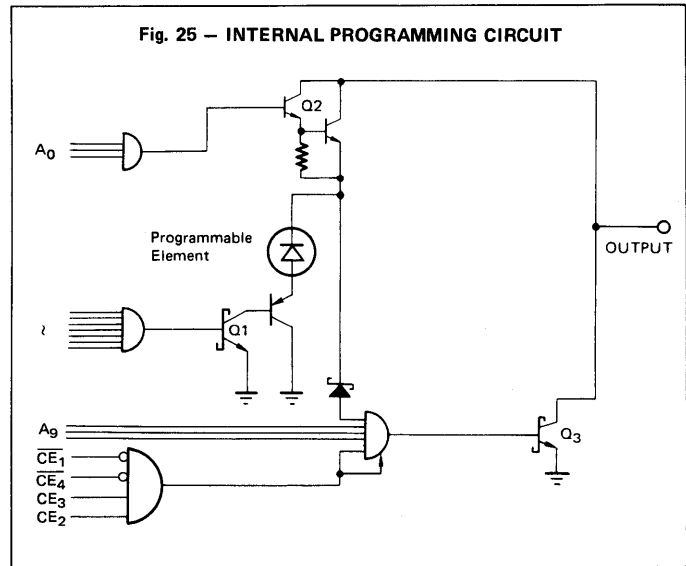 Fig. 25 – INTERNAL PROGRAMMING CIRCUIT
Q2
A0
Programmable
Element
OUTPUT
~
Q1
A9
Q3
CE1
CE4
CE3
CE2